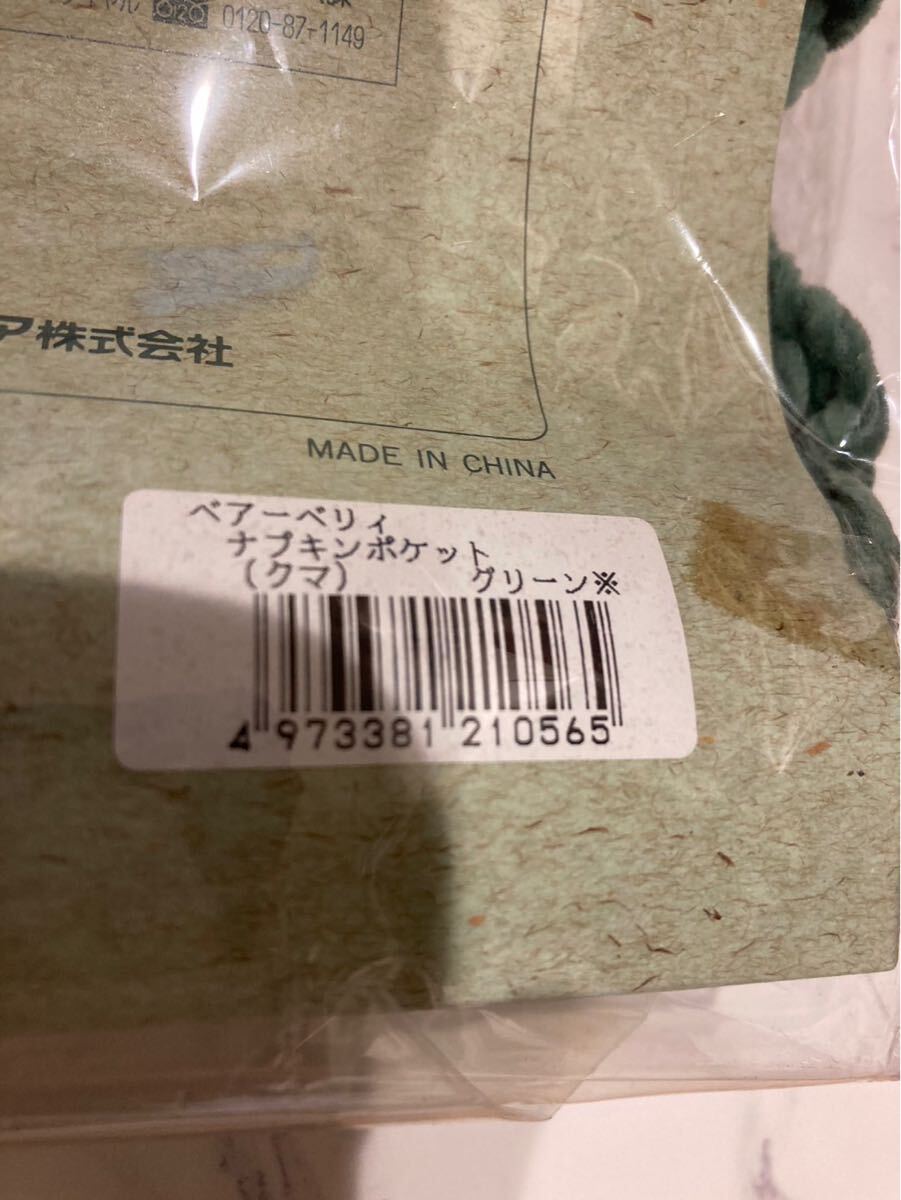 0120-87-1149
ア株式会社
MADE IN CHINA
ベアーベリィ
ナプキンポケット
(クマ) グリーン※
4 973381 210565